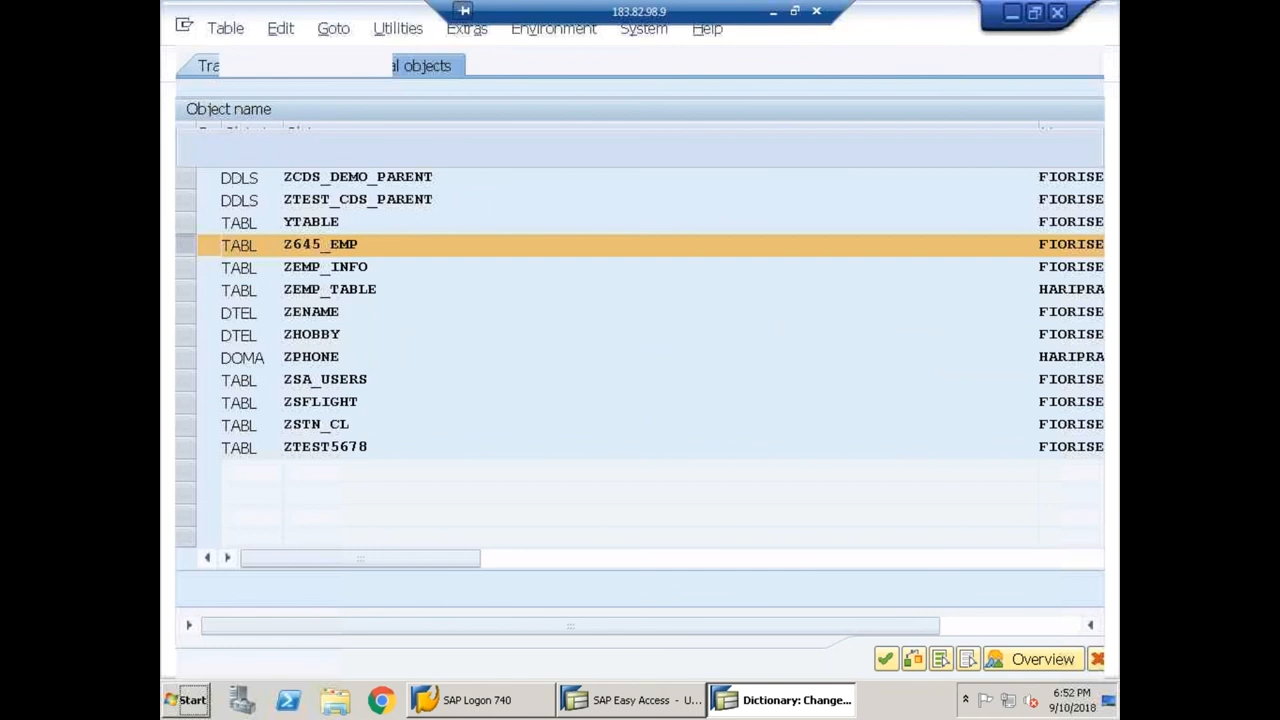 183.82.98.9
Table Edit Goto Utilities Extras Environment System Help
Tra al objects
Object name
DDLS ZCDS_DEMO_PARENT FIORISE
DDLS ZTEST_CDS_PARENT FIORISE
TABL YTABLE FIORISE
TABL Z645_EMP FIORISE
TABL ZEMP_INFO FIORISE
TABL ZEMP_TABLE HARIPRA
DTEL ZENAME FIORISE
DTEL ZHOBBY FIORISE
DOMA ZPHONE HARIPRA
TABL ZSA_USERS FIORISE
TABL ZSFLIGHT FIORISE
TABL ZSTN_CL FIORISE
TABL ZTEST5678 FIORISE
Overview
Start SAP Logon 740 SAP Easy Access - U... Dictionary: Change... 6:52 PM
9/10/2018